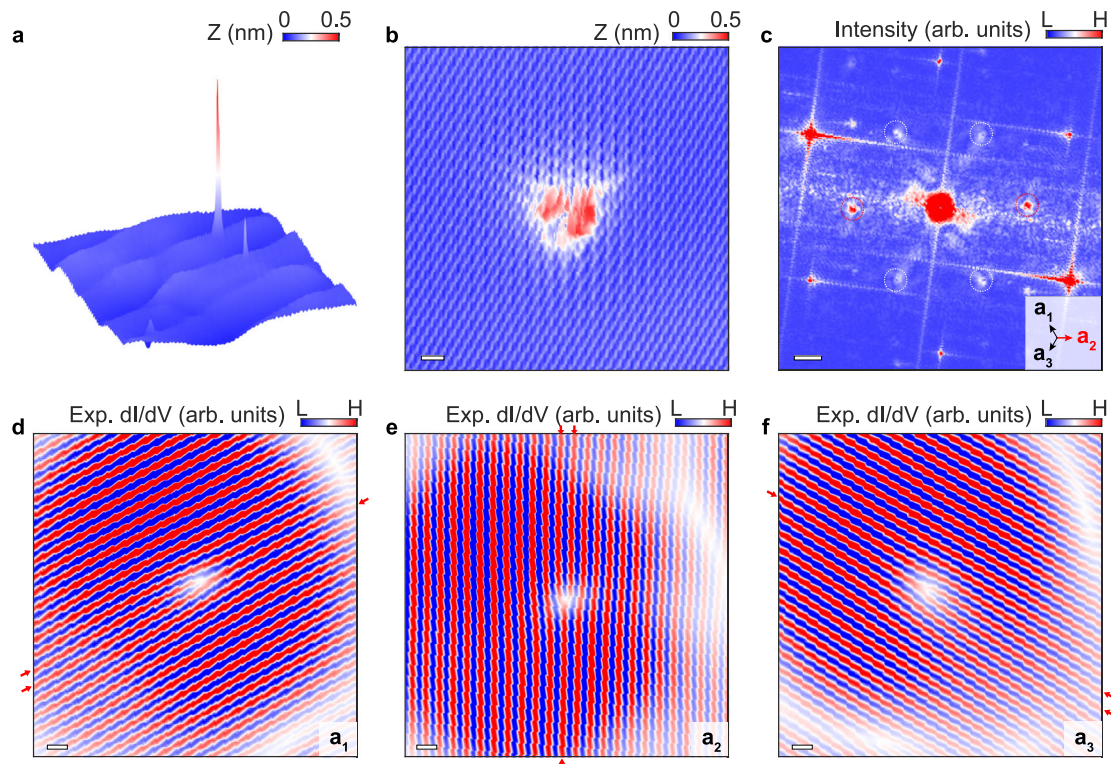 a
Z (nm)
0
0.5
b
Z (nm)
0
0.5
c
Intensity (arb. units)
L
H
a1
a2
a3
d
Exp. dI/dV (arb. units)
L
H
a1
e
Exp. dI/dV (arb. units)
L
H
a2
f
Exp. dI/dV (arb. units)
L
H
a3